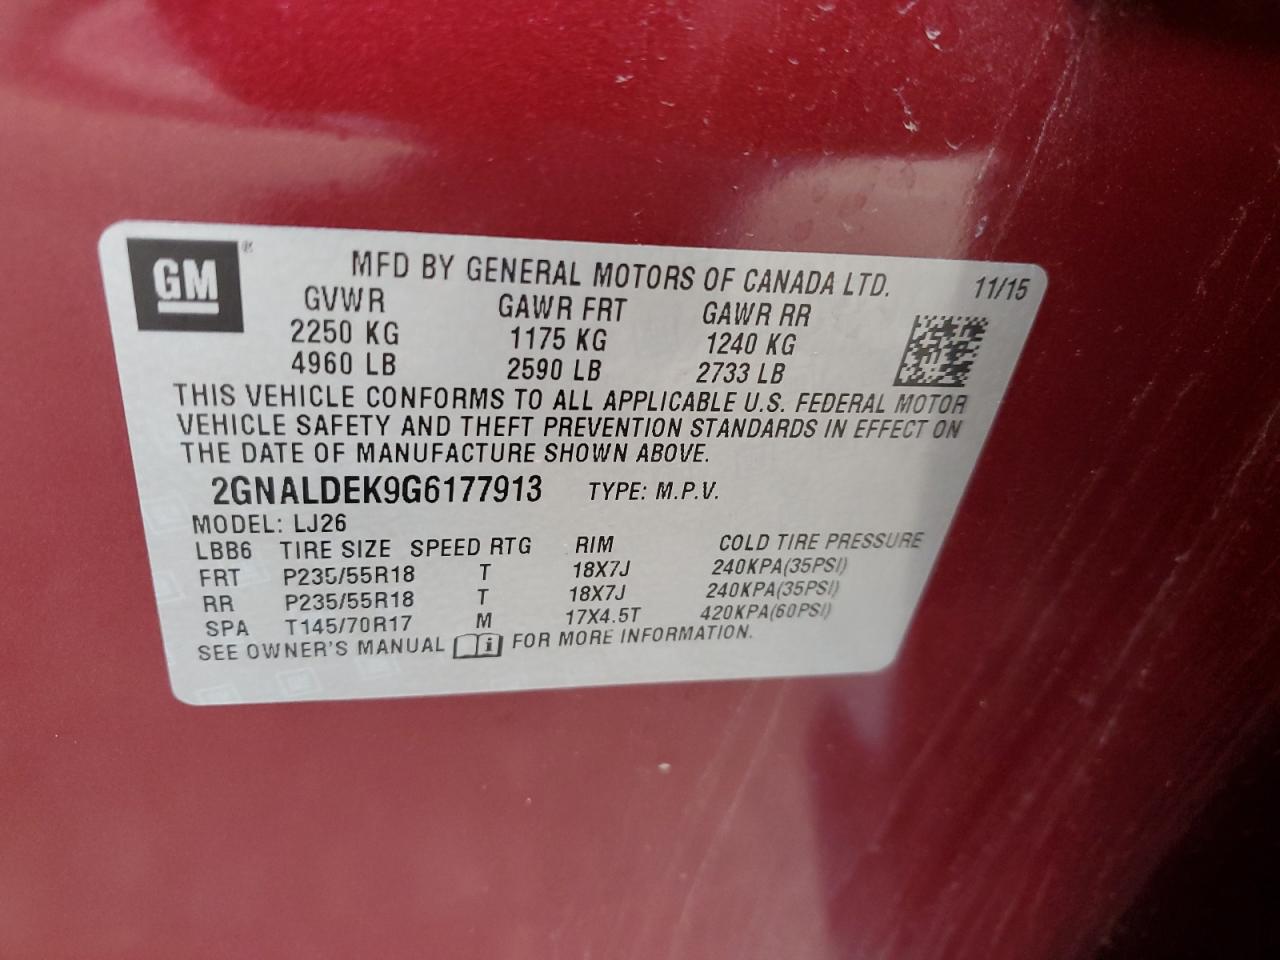 GM®
MFD BY GENERAL MOTORS OF CANADA LTD. 11/15
GVWR GAWR FRT GAWR RR
2250 KG 1175 KG 1240 KG
4960 LB 2590 LB 2733 LB
THIS VEHICLE CONFORMS TO ALL APPLICABLE U.S. FEDERAL MOTOR
VEHICLE SAFETY AND THEFT PREVENTION STANDARDS IN EFFECT ON
THE DATE OF MANUFACTURE SHOWN ABOVE.
2GNALDEK9G6177913 TYPE: M.P.V.
MODEL: LJ26
LBB6 TIRE SIZE SPEED RTG RIM COLD TIRE PRESSURE
FRT P235/55R18 T 18X7J 240KPA(35PSI)
RR P235/55R18 T 18X7J 240KPA(35PSI)
SPA T145/70R17 M 17X4.5T 420KPA(60PSI)
SEE OWNER'S MANUAL i FOR MORE INFORMATION.